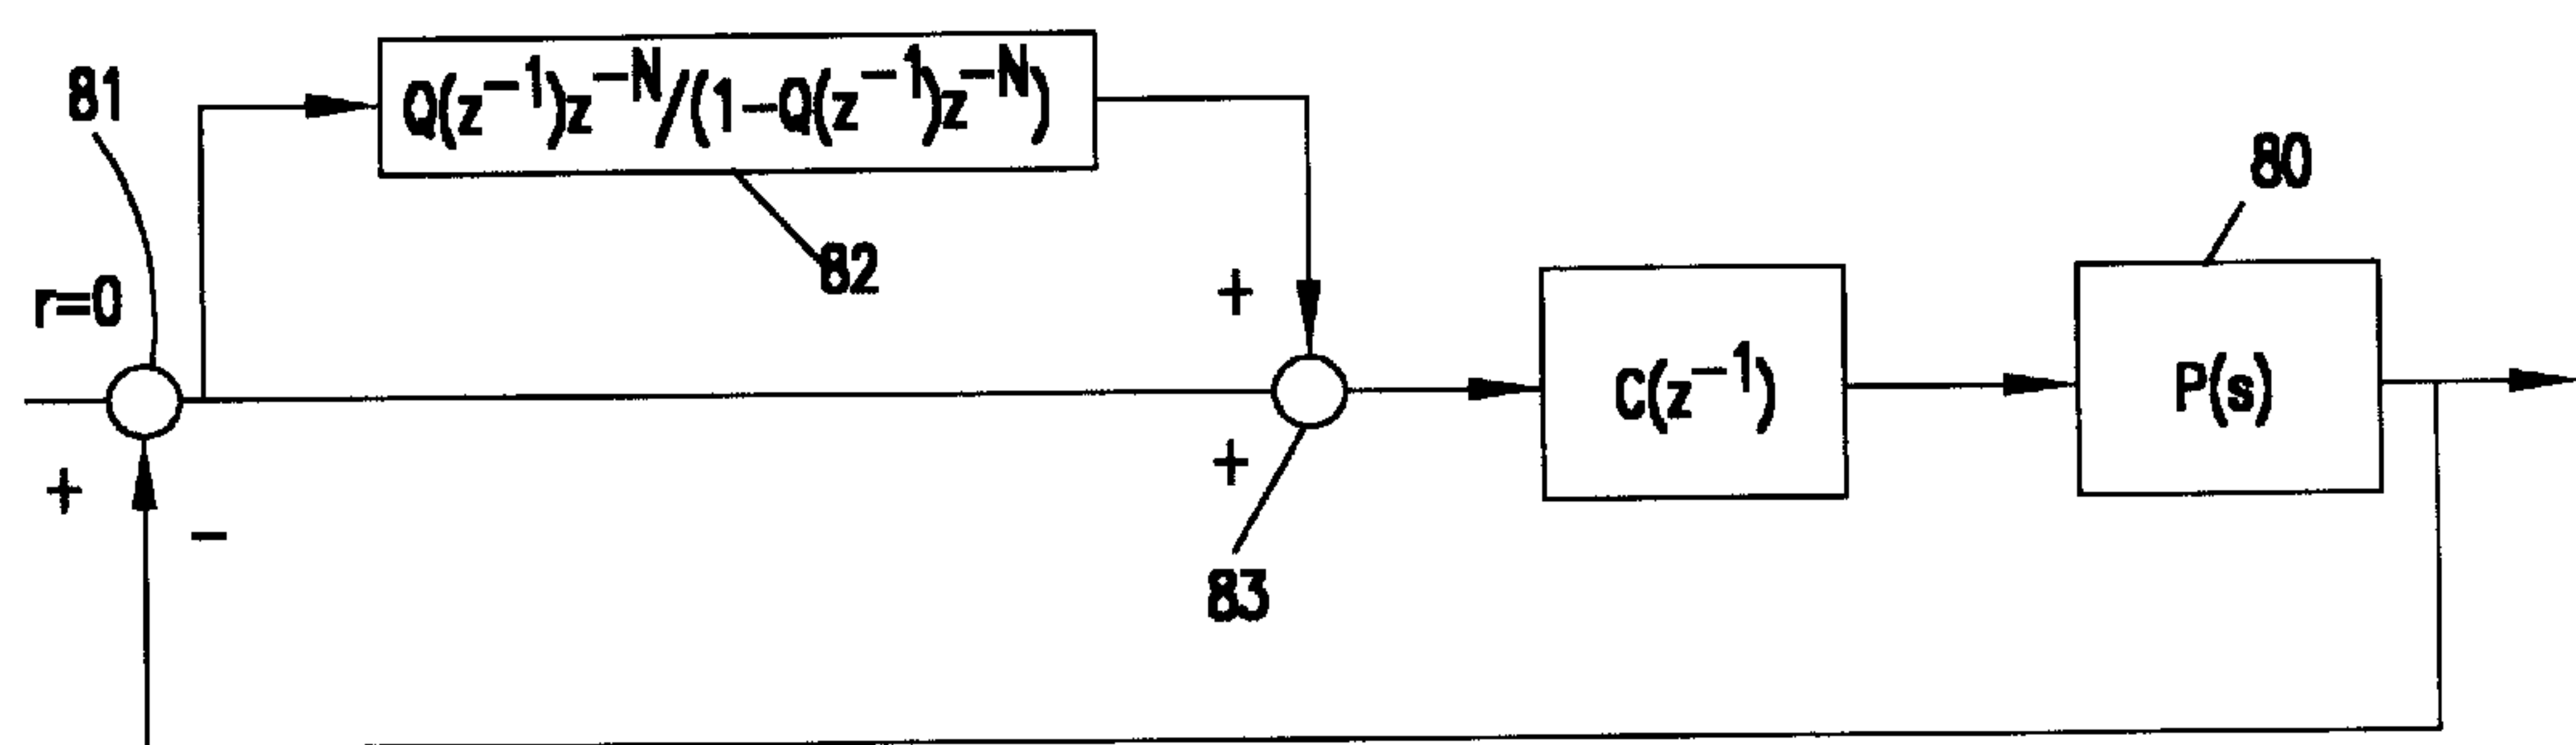 81
Q(z⁻¹)z⁻ᴺ/(1−Q(z⁻¹)z⁻ᴺ)
80
82
r=0
+
C(z⁻¹)
P(s)
+
+
−
83